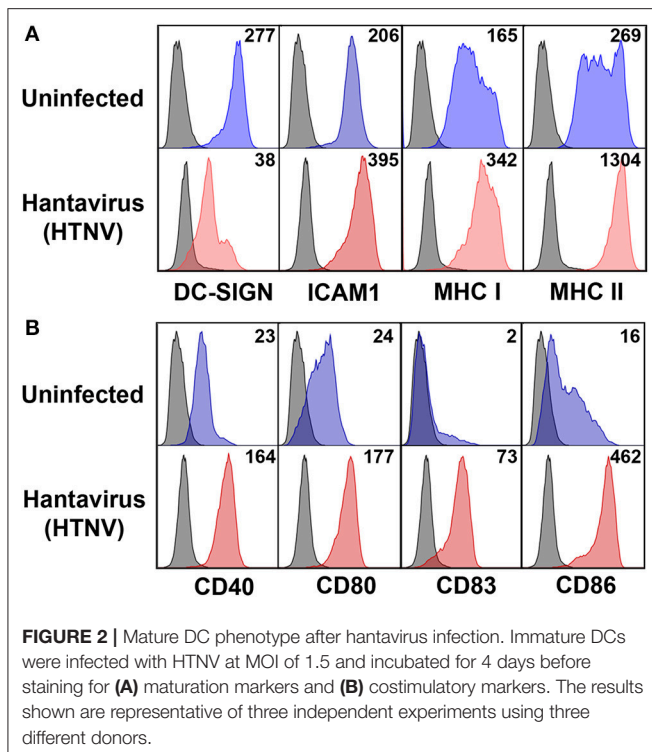 A
277 206 165 269
Uninfected
38 395 342 1304
Hantavirus
(HTNV)
DC-SIGN ICAM1 MHC I MHC II
B
23 24 2 16
Uninfected
164 177 73 462
Hantavirus
(HTNV)
CD40 CD80 CD83 CD86
FIGURE 2 | Mature DC phenotype after hantavirus infection. Immature DCs
were infected with HTNV at MOI of 1.5 and incubated for 4 days before
staining for (A) maturation markers and (B) costimulatory markers. The results
shown are representative of three independent experiments using three
different donors.